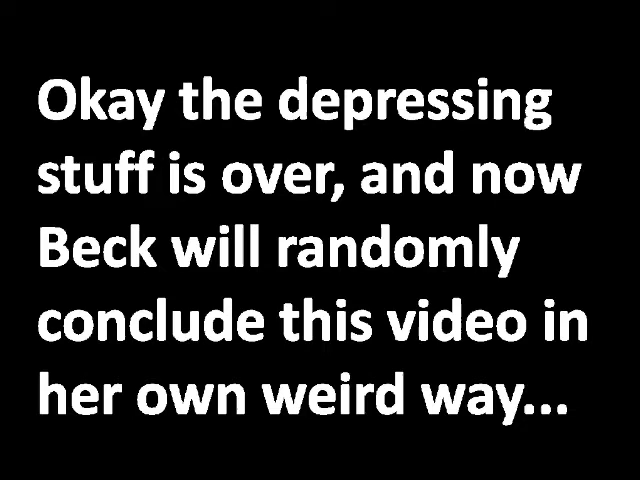 Okay the depressing
stuff is over, and now
Beck will randomly
conclude this video in
her own weird way...